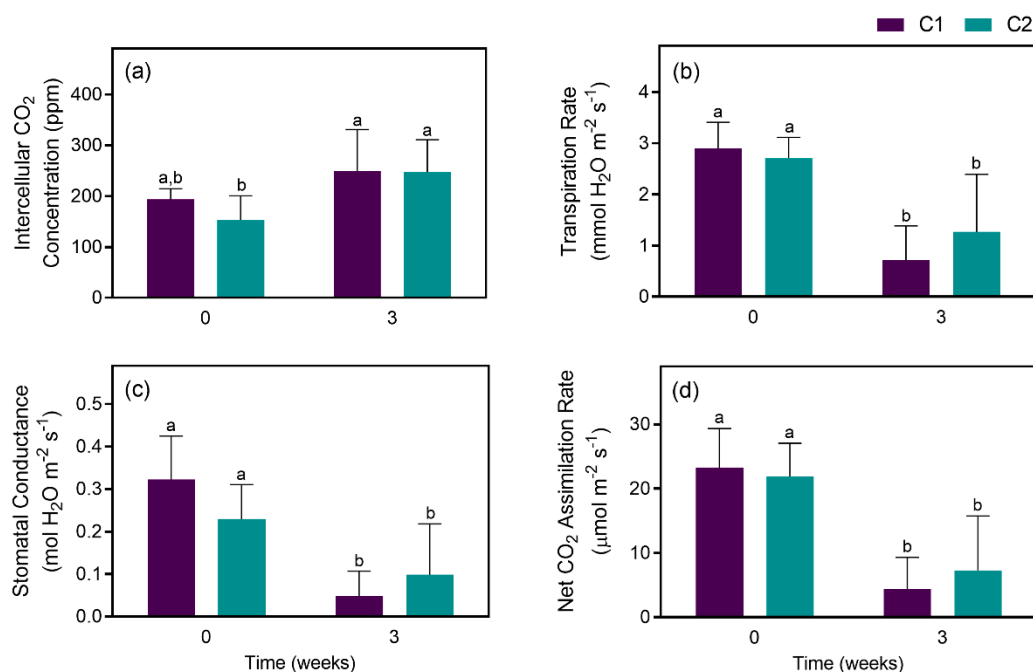 C1 C2
(a)
Intercellular CO2
Concentration (ppm)
400
300
200
100
0
a,b
b
a
a
0 3
(b)
Transpiration Rate
(mmol H2O m-2 s-1)
4
3
2
1
0
a
a
b
b
0 3
(c)
Stomatal Conductance
(mol H2O m-2 s-1)
0.5
0.4
0.3
0.2
0.1
0.0
a
a
b
b
0 3
Time (weeks)
(d)
Net CO2 Assimilation Rate
(μmol m-2 s-1)
30
20
10
0
a
a
b
b
0 3
Time (weeks)